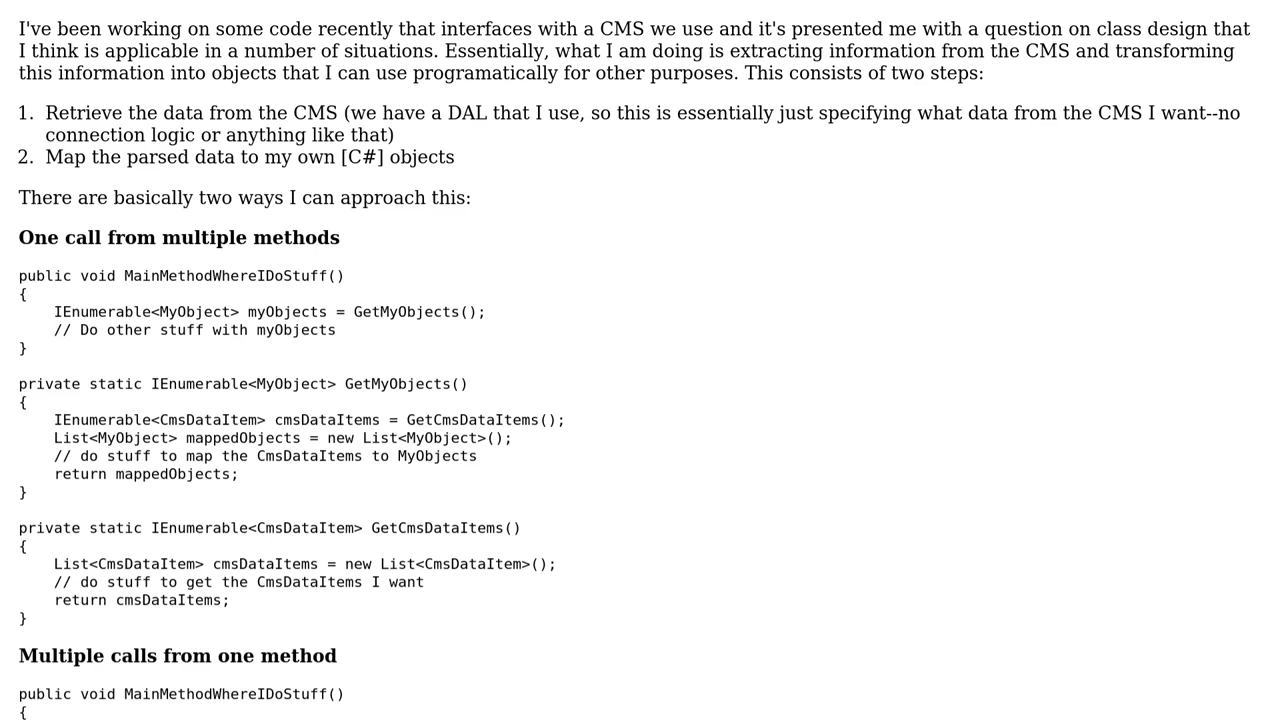 I've been working on some code recently that interfaces with a CMS we use and it's presented me with a question on class design that
I think is applicable in a number of situations. Essentially, what I am doing is extracting information from the CMS and transforming
this information into objects that I can use programatically for other purposes. This consists of two steps:
1. Retrieve the data from the CMS (we have a DAL that I use, so this is essentially just specifying what data from the CMS I want--no
connection logic or anything like that)
2. Map the parsed data to my own [C#] objects
There are basically two ways I can approach this:
One call from multiple methods
public void MainMethodWhereIDoStuff()
{
    IEnumerable<MyObject> myObjects = GetMyObjects();
    // Do other stuff with myObjects
}
private static IEnumerable<MyObject> GetMyObjects()
{
    IEnumerable<CmsDataItem> cmsDataItems = GetCmsDataItems();
    List<MyObject> mappedObjects = new List<MyObject>();
    // do stuff to map the CmsDataItems to MyObjects
    return mappedObjects;
}
private static IEnumerable<CmsDataItem> GetCmsDataItems()
{
    List<CmsDataItem> cmsDataItems = new List<CmsDataItem>();
    // do stuff to get the CmsDataItems I want
    return cmsDataItems;
}
Multiple calls from one method
public void MainMethodWhereIDoStuff()
{